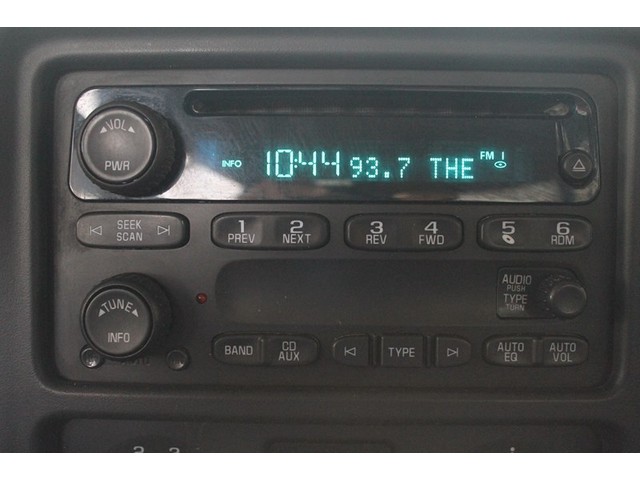 VOL
PWR
INFO 10:44 93.7 THE FM 1
SEEK
SCAN
1 2 3 4 5 6
PREV NEXT REV FWD RDM
TUNE
INFO
AUDIO
PUSH
TYPE
TURN
BAND CD AUX TYPE AUTO EQ AUTO VOL